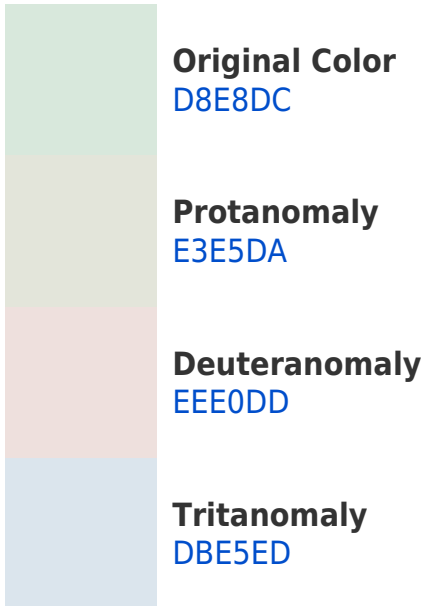 Original Color
D8E8DC
Protanomaly
E3E5DA
Deuteranomaly
EEE0DD
Tritanomaly
DBE5ED